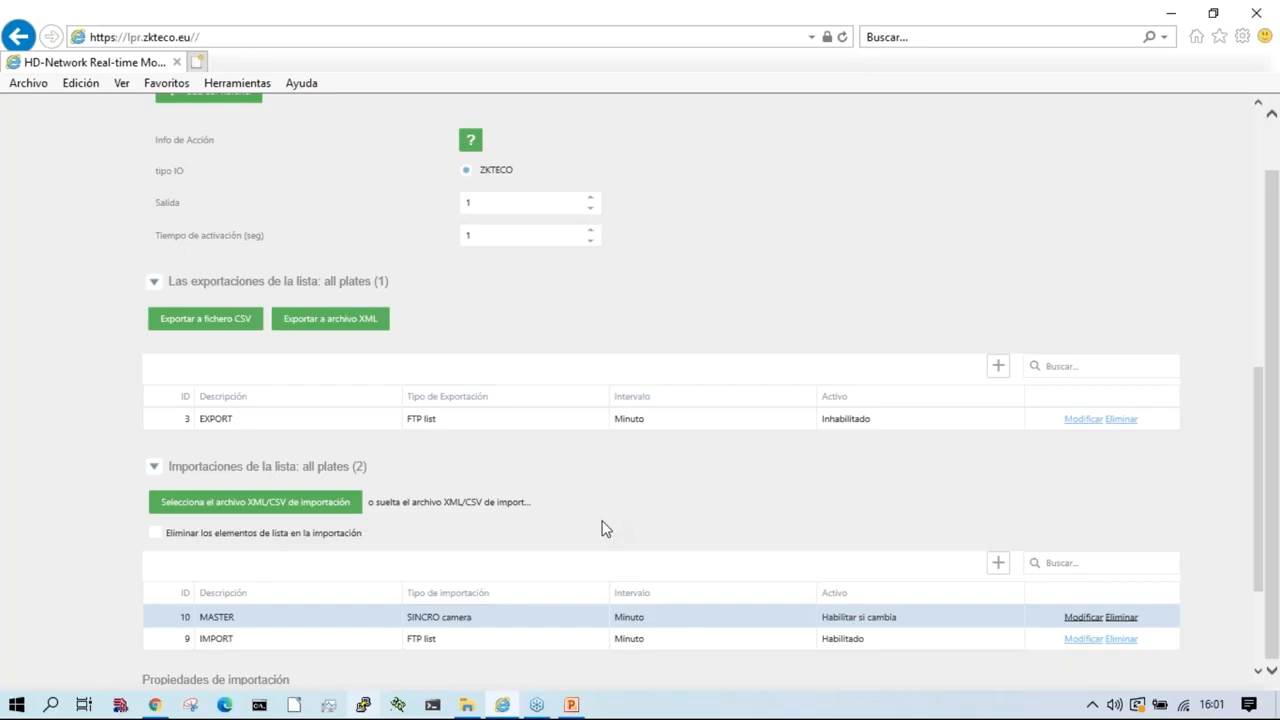 https://lpr.zkteco.eu//
Buscar...
HD-Network Real-time Mo...
Archivo Edición Ver Favoritos Herramientas Ayuda
Info de Acción ?
tipo IO ZKTECO
Salida 1
Tiempo de activación (seg) 1
Las exportaciones de la lista: all plates (1)
Exportar a fichero CSV Exportar a archivo XML
+ Buscar...
ID Descripción Tipo de Exportación Intervalo Activo
3 EXPORT FTP list Minuto Inhabilitado Modificar Eliminar
Importaciones de la lista: all plates (2)
Selecciona el archivo XML/CSV de importación o suelta el archivo XML/CSV de import...
Eliminar los elementos de lista en la importación
+ Buscar...
ID Descripción Tipo de importación Intervalo Activo
10 MASTER SINCRO camera Minuto Habilitar si cambia Modificar Eliminar
9 IMPORT FTP list Minuto Habilitado Modificar Eliminar
Propiedades de importación
16:01